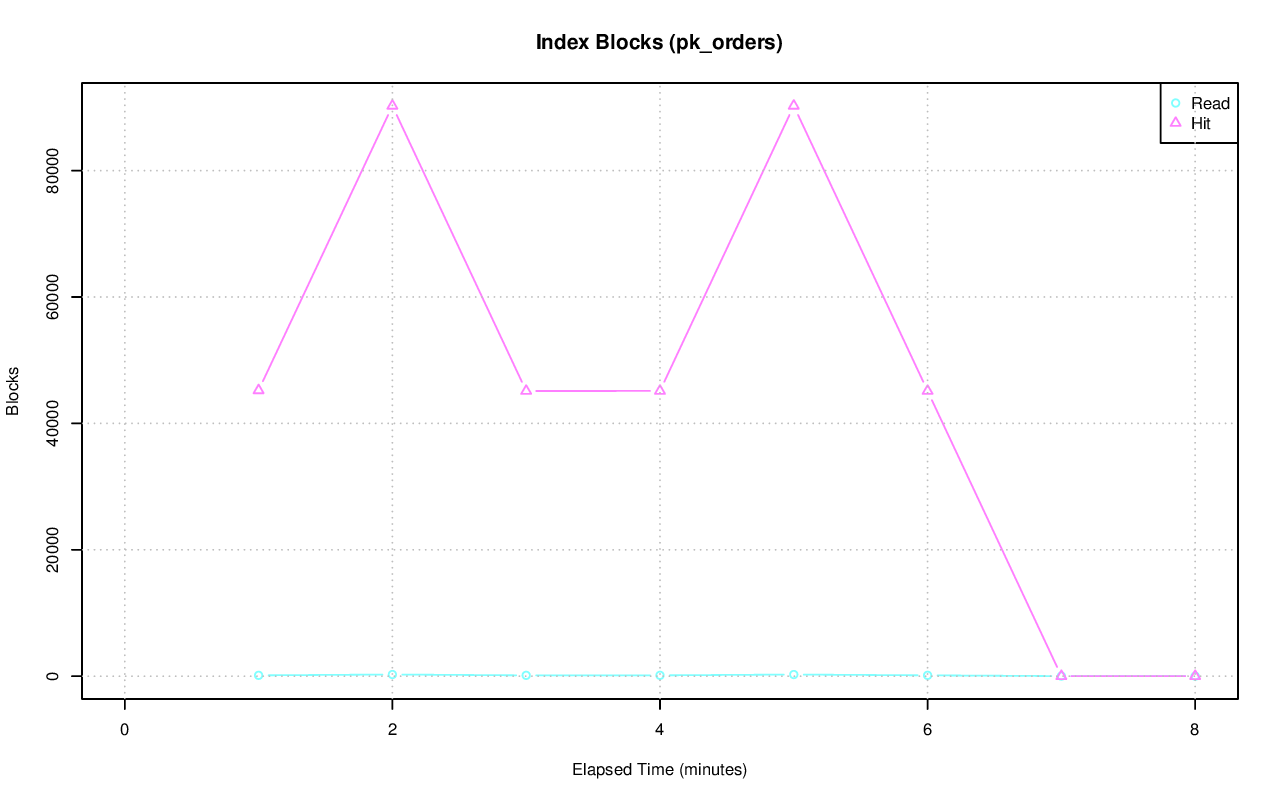 Index Blocks (pk_orders)
Read
Hit
80000
60000
40000
20000
0
Blocks
0 2 4 6 8
Elapsed Time (minutes)